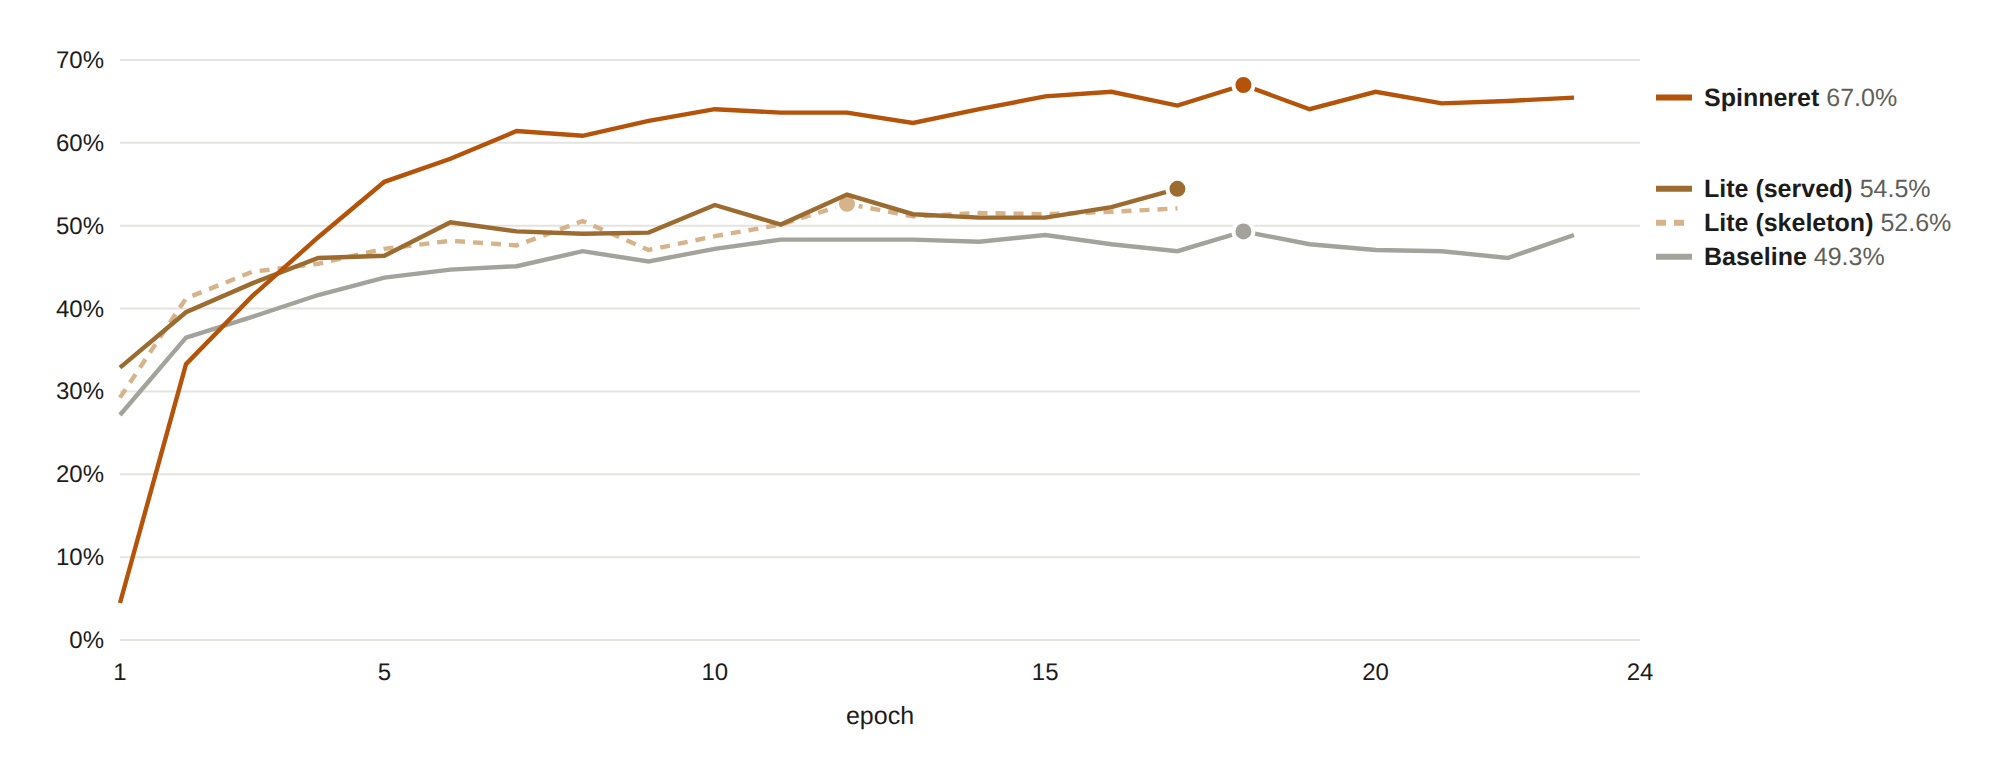 70%
60%
50%
40%
30%
20%
10%
0%
1 5 10 15 20 24
epoch
Spinneret 67.0%
Lite (served) 54.5%
Lite (skeleton) 52.6%
Baseline 49.3%